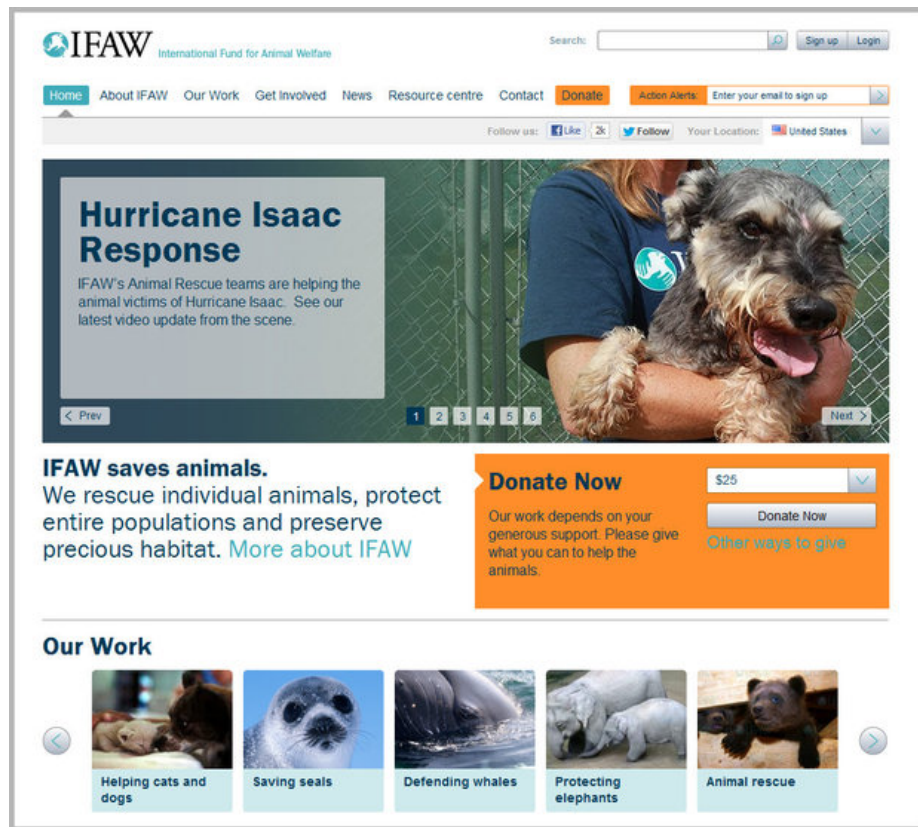 IFAW International Fund for Animal Welfare
Search:
Sign up Login
Home About IFAW Our Work Get Involved News Resource centre Contact Donate
Action Alerts: Enter your email to sign up
Follow us: Like 2k Follow Your Location: United States
Hurricane Isaac
Response
IFAW's Animal Rescue teams are helping the
animal victims of Hurricane Isaac. See our
latest video update from the scene.
< Prev
1 2 3 4 5 6
Next >
IFAW saves animals.
We rescue individual animals, protect
entire populations and preserve
precious habitat. More about IFAW
Donate Now
Our work depends on your
generous support. Please give
what you can to help the
animals.
$25
Donate Now
Other ways to give
Our Work
Helping cats and
dogs
Saving seals
Defending whales
Protecting
elephants
Animal rescue